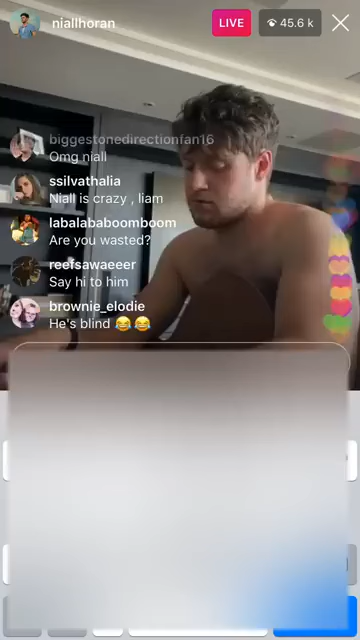 niallhoran
LIVE
45.6 k
biggestonedirectionfan16
Omg niall
ssilvathalia
Niall is crazy , liam
labalababoomboom
Are you wasted?
reefsawaeeer
Say hi to him
brownie_elodie
He's blind 😂😂